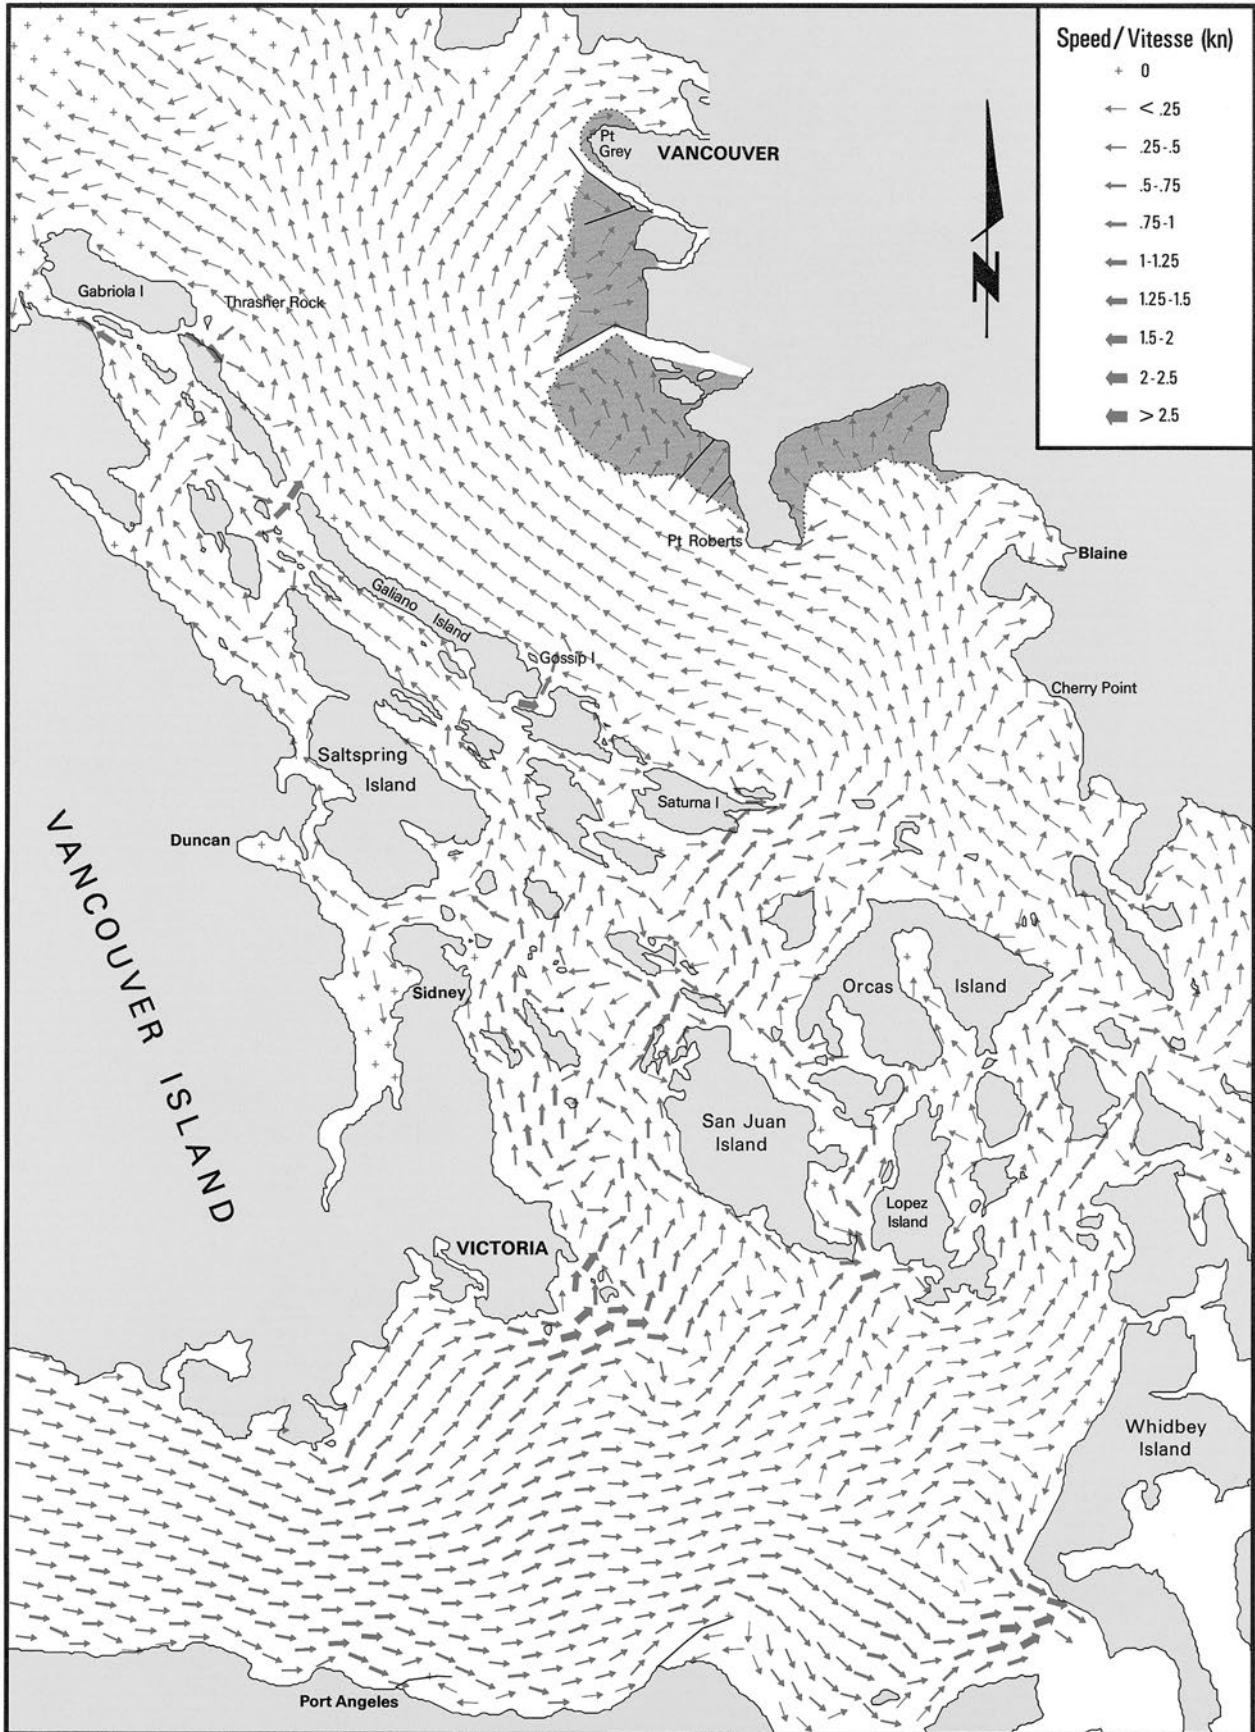 Speed/Vitesse (kn)
0
< .25
.25-.5
.5-.75
.75-1
1-1.25
1.25-1.5
1.5-2
2-2.5
> 2.5
N
Pt
Grey
VANCOUVER
Gabriola I
Thrasher Rock
Pt Roberts
Blaine
Galiano
Island
Gossip I
Cherry Point
Saltspring
Island
Saturna I
Duncan
VANCOUVER ISLAND
Sidney
Orcas
Island
San Juan
Island
Lopez
Island
VICTORIA
Whidbey
Island
Port Angeles